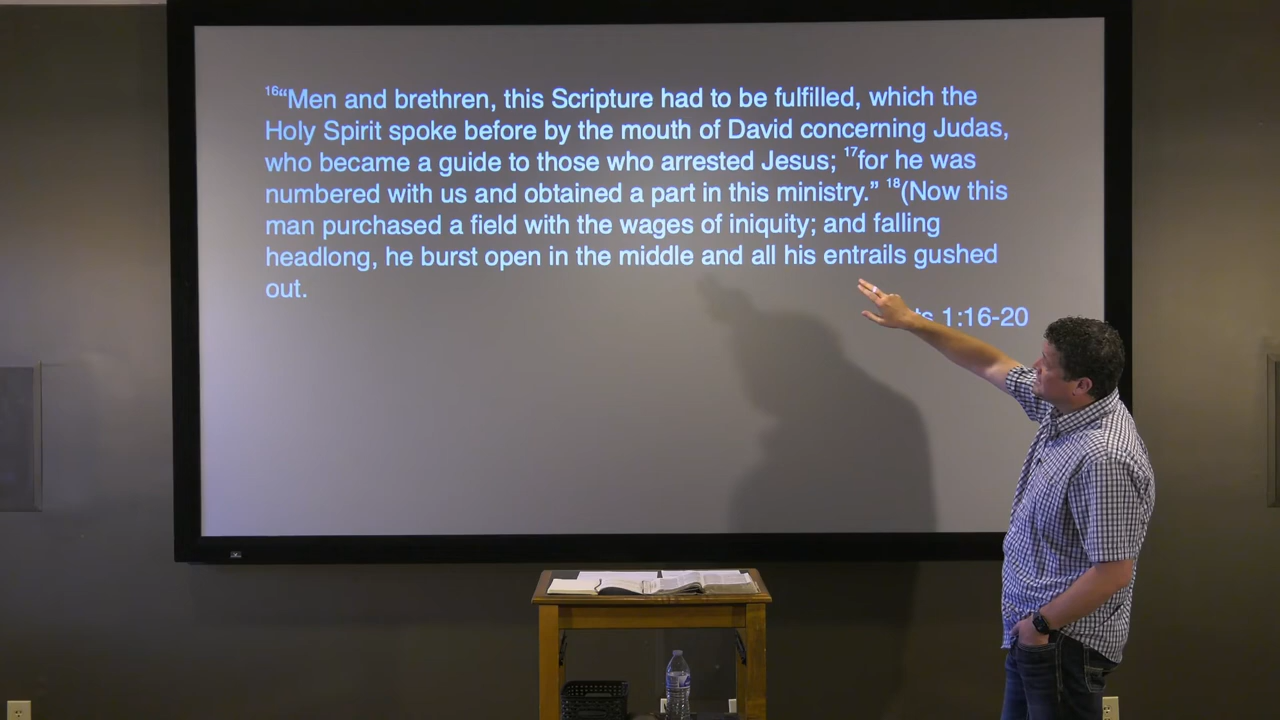 16“Men and brethren, this Scripture had to be fulfilled, which the
Holy Spirit spoke before by the mouth of David concerning Judas,
who became a guide to those who arrested Jesus; 17for he was
numbered with us and obtained a part in this ministry.” 18(Now this
man purchased a field with the wages of iniquity; and falling
headlong, he burst open in the middle and all his entrails gushed
out.
1:16-20